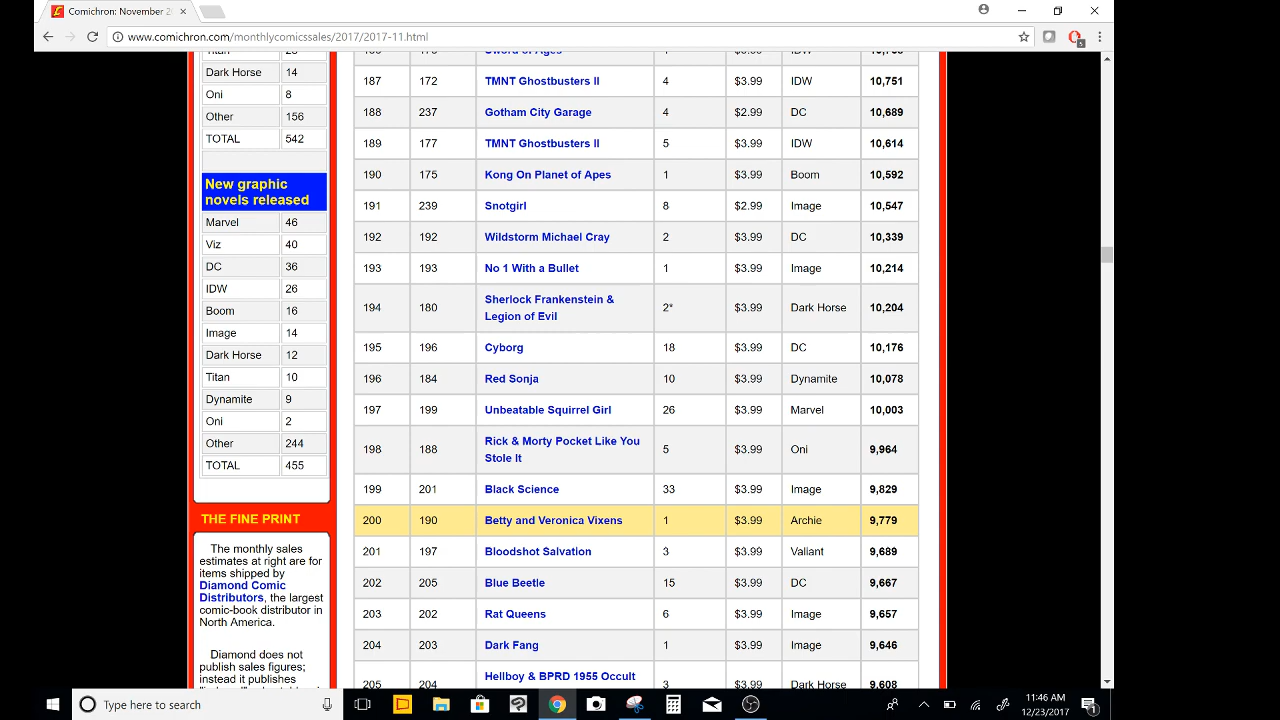 Comichron: November 2
www.comichron.com/monthlycomicssales/2017/2017-11.html
5
Dark Horse 14
Oni 8
Other 156
TOTAL 542
New graphic
novels released
Marvel 46
Viz 40
DC 36
IDW 26
Boom 16
Image 14
Dark Horse 12
Titan 10
Dynamite 9
Oni 2
Other 244
TOTAL 455
THE FINE PRINT
The monthly sales
estimates at right are for
items shipped by
Diamond Comic
Distributors, the largest
comic-book distributor in
North America.
Diamond does not
publish sales figures;
instead it publishes
Sword of Ages
187 172 TMNT Ghostbusters II 4 $3.99 IDW 10,751
188 237 Gotham City Garage 4 $2.99 DC 10,689
189 177 TMNT Ghostbusters II 5 $3.99 IDW 10,614
190 175 Kong On Planet of Apes 1 $3.99 Boom 10,592
191 239 Snotgirl 8 $2.99 Image 10,547
192 192 Wildstorm Michael Cray 2 $3.99 DC 10,339
193 193 No 1 With a Bullet 1 $3.99 Image 10,214
194 180 Sherlock Frankenstein &
Legion of Evil 2* $3.99 Dark Horse 10,204
195 196 Cyborg 18 $3.99 DC 10,176
196 184 Red Sonja 10 $3.99 Dynamite 10,078
197 199 Unbeatable Squirrel Girl 26 $3.99 Marvel 10,003
198 188 Rick & Morty Pocket Like You
Stole It 5 $3.99 Oni 9,964
199 201 Black Science 33 $3.99 Image 9,829
200 190 Betty and Veronica Vixens 1 $3.99 Archie 9,779
201 197 Bloodshot Salvation 3 $3.99 Valiant 9,689
202 205 Blue Beetle 15 $3.99 DC 9,667
203 202 Rat Queens 6 $3.99 Image 9,657
204 203 Dark Fang 1 $3.99 Image 9,646
205 204 Hellboy & BPRD 1955 Occult
3 $3.99 Dark Horse 9,608
Type here to search
11:46 AM
12/23/2017
1